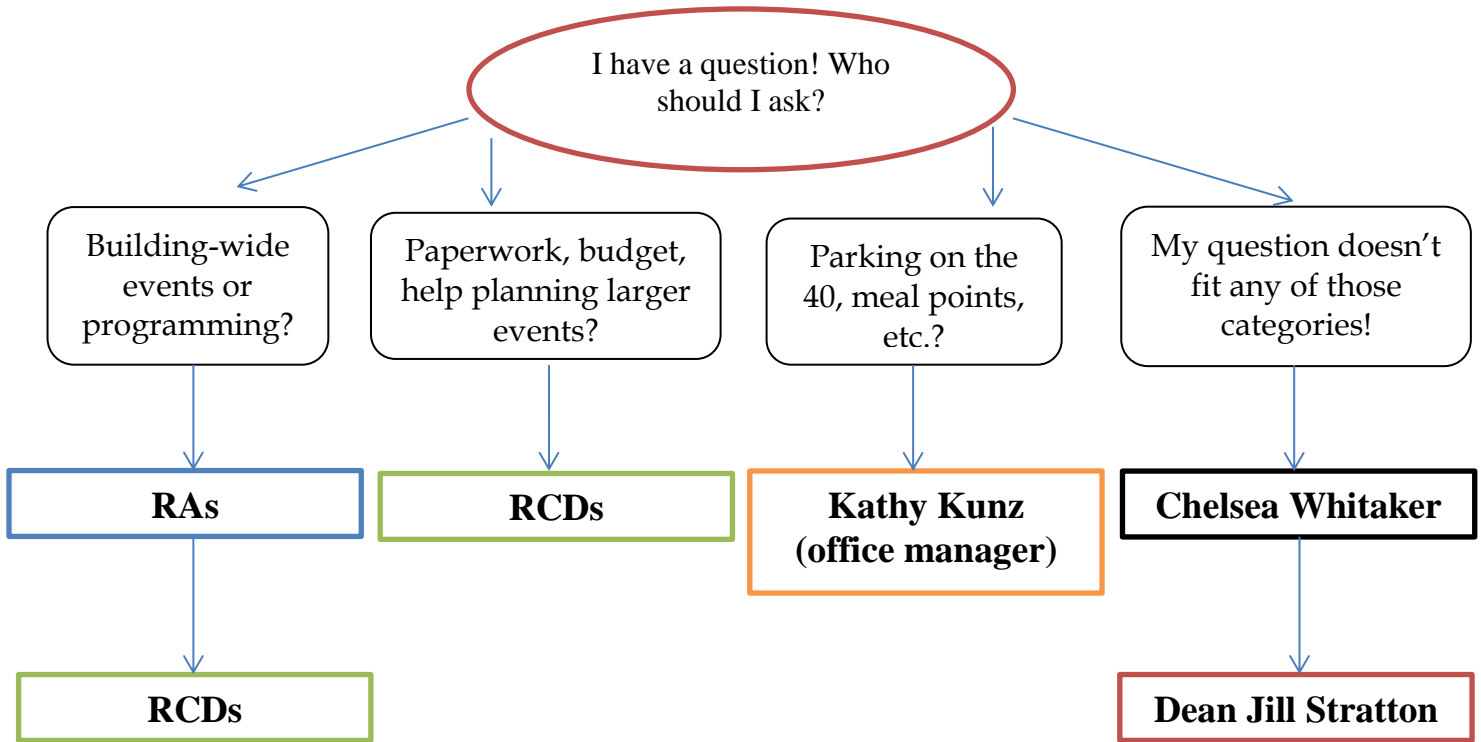 I have a question! Who
should I ask?
Building-wide
events or
programming?
Paperwork, budget,
help planning larger
events?
Parking on the
40, meal points,
etc.?
My question doesn’t
fit any of those
categories!
RAs
RCDs
Kathy Kunz
(office manager)
Chelsea Whitaker
RCDs
Dean Jill Stratton